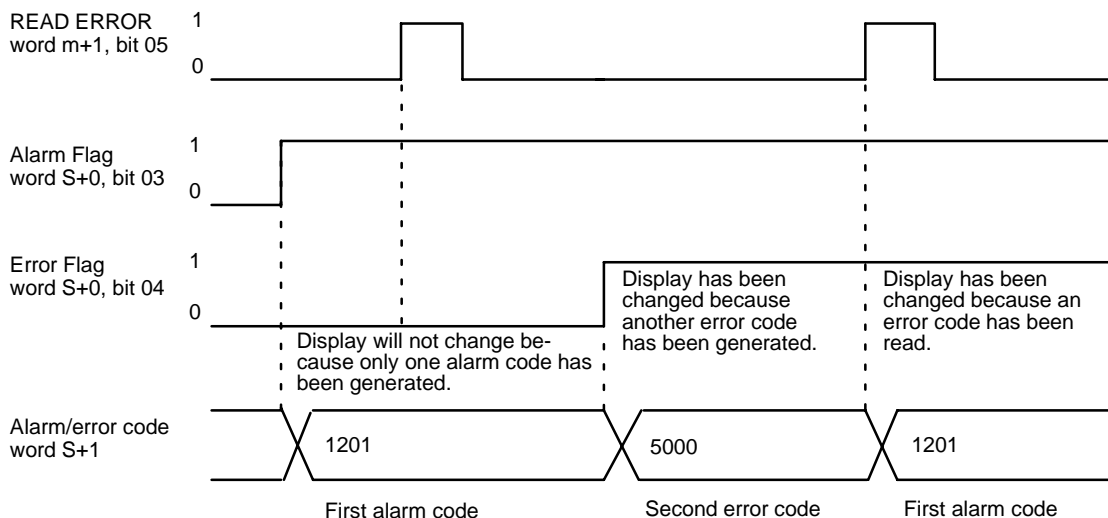 READ ERROR
word m+1, bit 05
1
0
Alarm Flag
word S+0, bit 03
1
0
Error Flag
word S+0, bit 04
1
0
Display will not change be-
cause only one alarm code has
been generated.
Display has been
changed because
another error code
has been generated.
Display has been
changed because an
error code has been
read.
Alarm/error code
word S+1
1201
5000
1201
First alarm code
Second error code
First alarm code